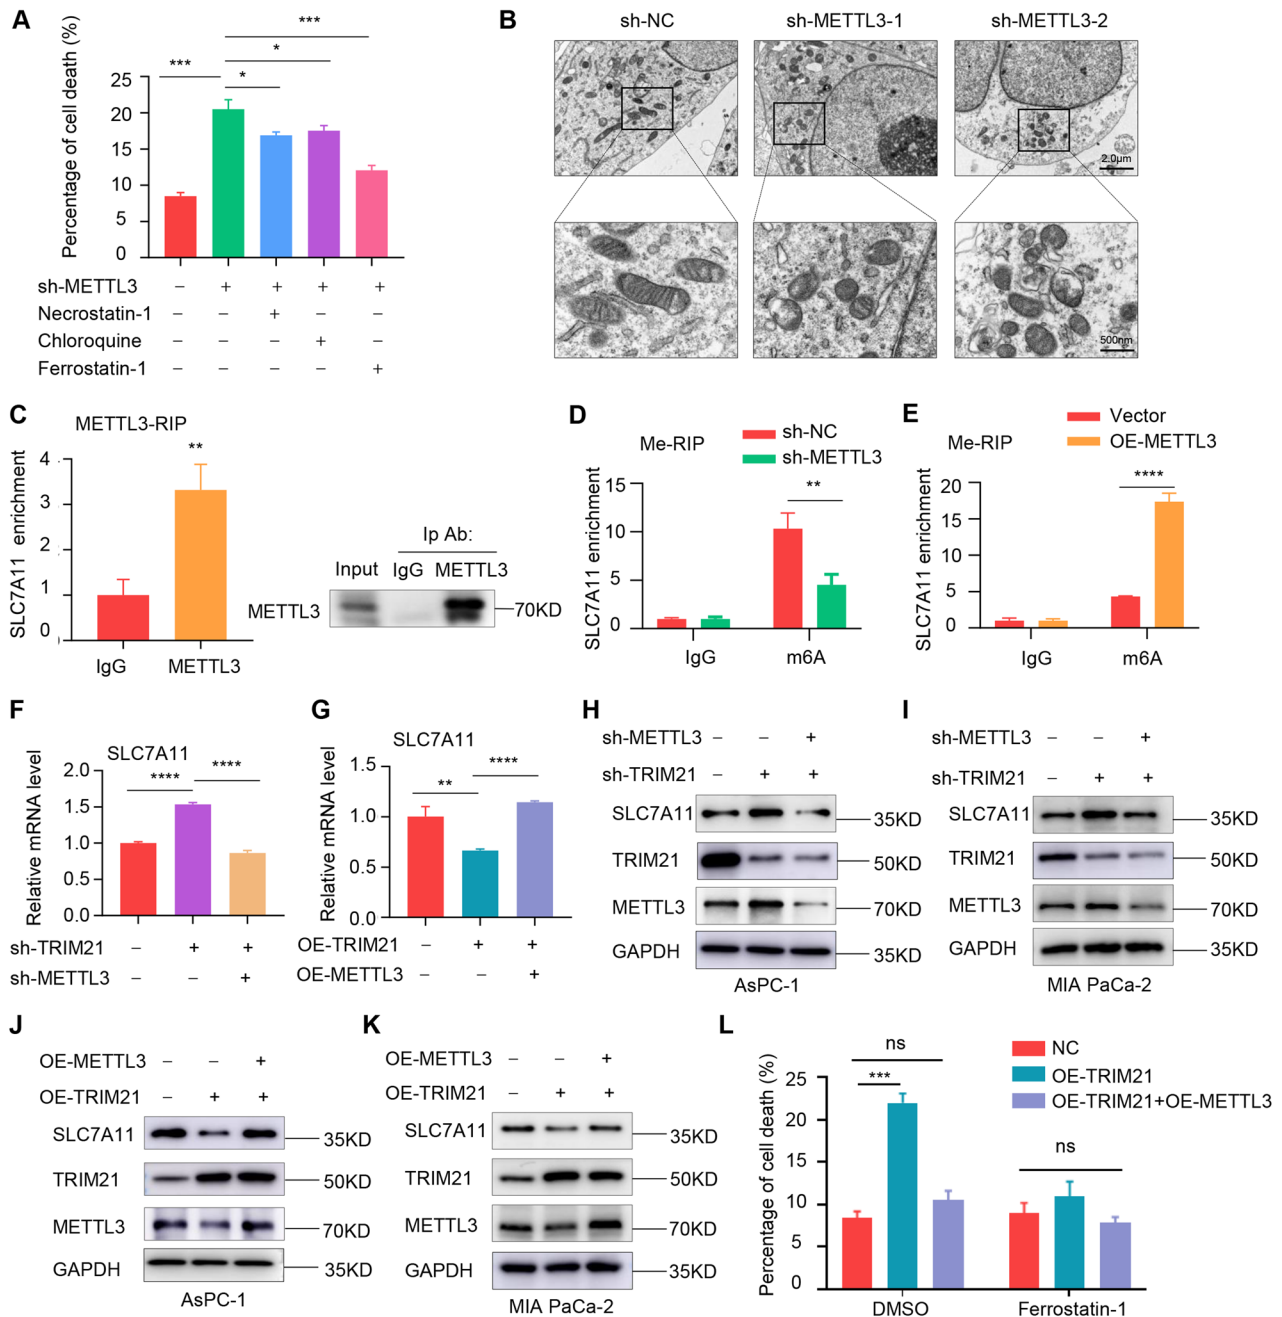 A
Percentage of cell death (%)
***
*
***
*
25
20
15
10
5
0
sh-METTL3 – + + + +
Necrostatin-1 – – + – –
Chloroquine – – – + –
Ferrostatin-1 – – – – +
B
sh-NC sh-METTL3-1 sh-METTL3-2
2.0μm
500nm
C
METTL3-RIP
SLC7A11 enrichment
**
4
3
2
1
0
IgG METTL3
Ip Ab:
Input IgG METTL3
METTL3 70KD
D
Me-RIP
sh-NC
sh-METTL3
SLC7A11 enrichment
**
15
10
5
0
IgG m6A
E
Me-RIP
Vector
OE-METTL3
SLC7A11 enrichment
****
20
15
10
5
0
IgG m6A
F
SLC7A11
Relative mRNA level
**** ****
2.0
1.5
1.0
0.5
0.0
sh-TRIM21 – + +
sh-METTL3 – – +
G
SLC7A11
Relative mRNA level
** ****
1.5
1.0
0.5
0.0
OE-TRIM21 – + +
OE-METTL3 – – +
H
sh-METTL3 – – +
sh-TRIM21 – + +
SLC7A11 35KD
TRIM21 50KD
METTL3 70KD
GAPDH 35KD
AsPC-1
I
sh-METTL3 – – +
sh-TRIM21 – + +
SLC7A11 35KD
TRIM21 50KD
METTL3 70KD
GAPDH 35KD
MIA PaCa-2
J
OE-METTL3 – – +
OE-TRIM21 – + +
SLC7A11 35KD
TRIM21 50KD
METTL3 70KD
GAPDH 35KD
AsPC-1
K
OE-METTL3 – – +
OE-TRIM21 – + +
SLC7A11 35KD
TRIM21 50KD
METTL3 70KD
GAPDH 35KD
MIA PaCa-2
L
NC
OE-TRIM21
OE-TRIM21+OE-METTL3
Percentage of cell death (%)
ns
***
ns
25
20
15
10
5
0
DMSO Ferrostatin-1